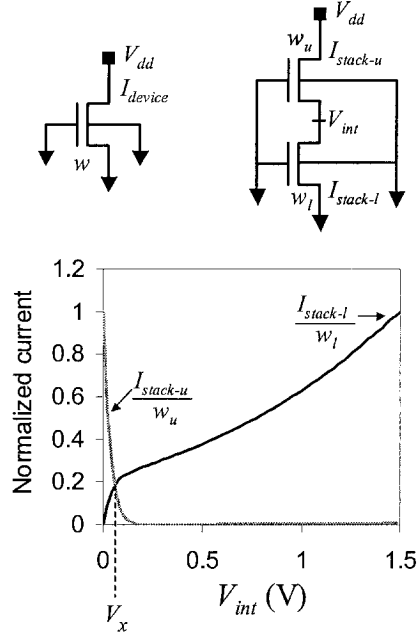 V_dd
I_device
w
V_dd
w_u
I_stack-u
V_int
w_l
I_stack-l
Normalized current
1.2
1
0.8
0.6
0.4
0.2
0
I_stack-u
w_u
I_stack-l
w_l
0
0.5
1
1.5
V_x
V_int (V)